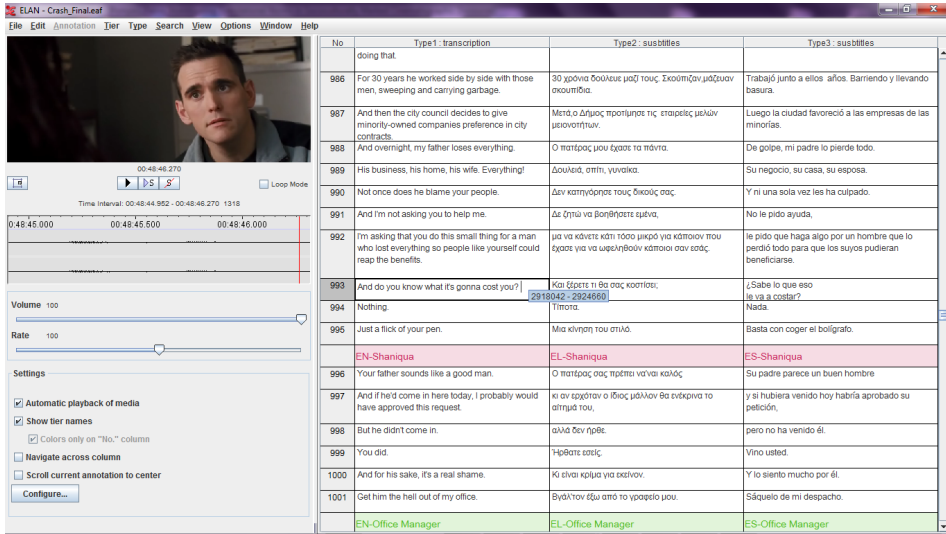 ELAN - Crash_Final.eaf
File Edit Annotation Tier Type Search View Options Window Help
00:48:46.270
Loop Mode
Time Interval: 00:48:44.952 - 00:48:46.270 1318
0:48:45.000 00:48:45.500 00:48:46.000
Volume 100
Rate 100
Settings
Automatic playback of media
Show tier names
Colors only on "No." column
Navigate across column
Scroll current annotation to center
Configure...
No Type1 : transcription Type2 : susbtitles Type3 : susbtitles
doing that.
986 For 30 years he worked side by side with those men, sweeping and carrying garbage. 30 χρόνια δούλευε μαζί τους. Σκούπιζαν,μάζευαν σκουπίδια. Trabajó junto a ellos años. Barriendo y llevando basura.
987 And then the city council decides to give minority-owned companies preference in city contracts. Μετά,ο Δήμος προτίμησε τις εταιρείες μελών μειονοτήτων. Luego la ciudad favoreció a las empresas de las minorías.
988 And overnight, my father loses everything. Ο πατέρας μου έχασε τα πάντα. De golpe, mi padre lo pierde todo.
989 His business, his home, his wife. Everything! Δουλειά, σπίτι, γυναίκα. Su negocio, su casa, su esposa.
990 Not once does he blame your people. Δεν κατηγόρησε τους δικούς σας. Y ni una sola vez les ha culpado.
991 And I'm not asking you to help me. Δε ζητώ να βοηθήσετε εμένα, No le pido ayuda,
992 I'm asking that you do this small thing for a man who lost everything so people like yourself could reap the benefits. μα να κάνετε κάτι τόσο μικρό για κάποιον που έχασε για να ωφεληθούν κάποιοι σαν εσάς. le pido que haga algo por un hombre que lo perdió todo para que los suyos pudieran beneficiarse.
993 And do you know what it's gonna cost you? Και ξέρετε τι θα σας κοστίσει; ¿Sabe lo que eso le va a costar?
2918042 - 2924660
994 Nothing. Τίποτα. Nada.
995 Just a flick of your pen. Μια κίνηση του στιλό. Basta con coger el bolígrafo.
EN-Shaniqua EL-Shaniqua ES-Shaniqua
996 Your father sounds like a good man. Ο πατέρας σας πρέπει να'ναι καλός Su padre parece un buen hombre
997 And if he'd come in here today, I probably would have approved this request. κι αν ερχόταν ο ίδιος μάλλον θα ενέκρινα το αίτημά του, y si hubiera venido hoy habría aprobado su petición,
998 But he didn't come in. αλλά δεν ήρθε. pero no ha venido él.
999 You did. Ήρθατε εσείς. Vino usted.
1000 And for his sake, it's a real shame. Κι είναι κρίμα για εκείνον. Y lo siento mucho por él.
1001 Get him the hell out of my office. Βγάλ'τον έξω από το γραφείο μου. Sáquelo de mi despacho.
EN-Office Manager EL-Office Manager ES-Office Manager